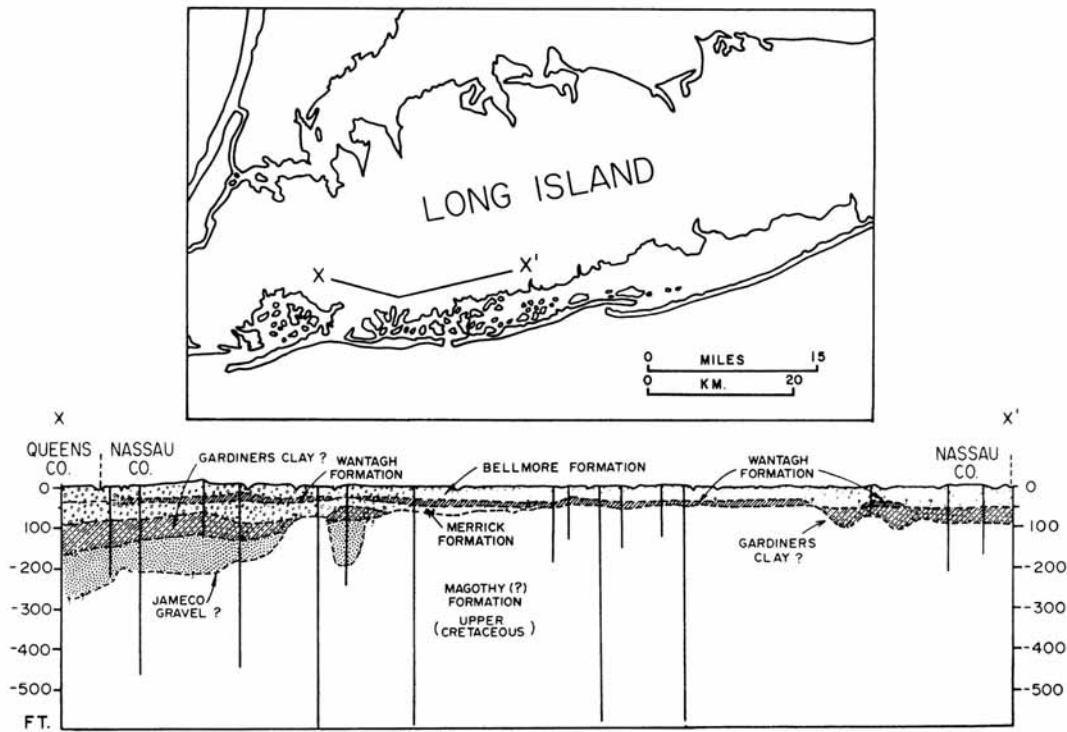 LONG ISLAND
X
X'
0 MILES 15
0 KM. 20
X
X'
QUEENS CO.
NASSAU CO.
GARDINERS CLAY ?
WANTAGH FORMATION
BELLMORE FORMATION
WANTAGH FORMATION
NASSAU CO.
0
-100
-200
-300
-400
-500
FT.
MERRICK FORMATION
GARDINERS CLAY ?
JAMECO GRAVEL ?
MAGOTHY (?) FORMATION
(UPPER CRETACEOUS)
0
-100
-200
-300
-400
-500